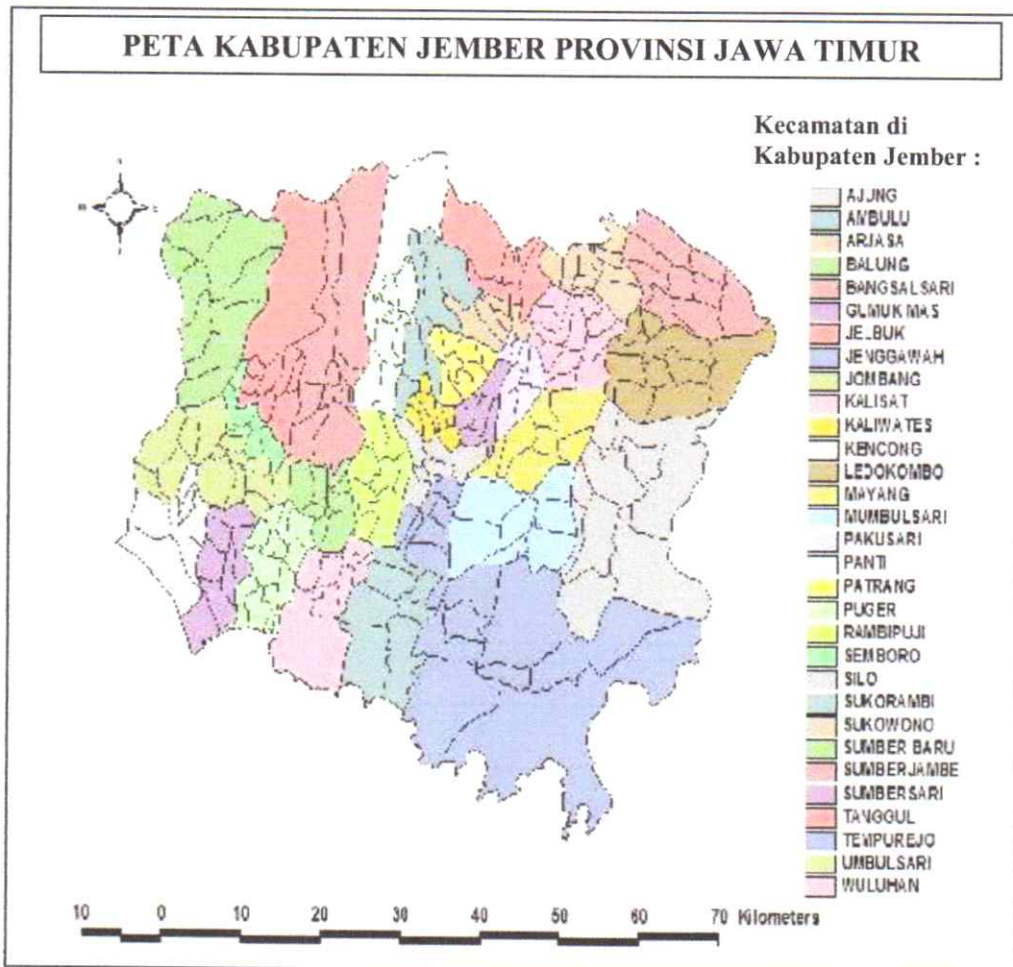 PETA KABUPATEN JEMBER PROVINSI JAWA TIMUR
Kecamatan di
Kabupaten Jember :
AJUNG
AMBULU
ARJASA
BALUNG
BANGSALSARI
GUMUK MAS
JELBUK
JENGGAWAH
JOMBANG
KALISAT
KALIWATES
KENCONG
LEDOKOMBO
MAYANG
MUMBULSARI
PAKUSARI
PANTI
PATRANG
PUGER
RAMBIPUJI
SEMBORO
SILO
SUKORAMBI
SUKOWONO
SUMBER BARU
SUMBERJAMBE
SUMBERSARI
TANGGUL
TEMPUREJO
UMBULSARI
WULUHAN
10 0 10 20 30 40 50 60 70 Kilometers